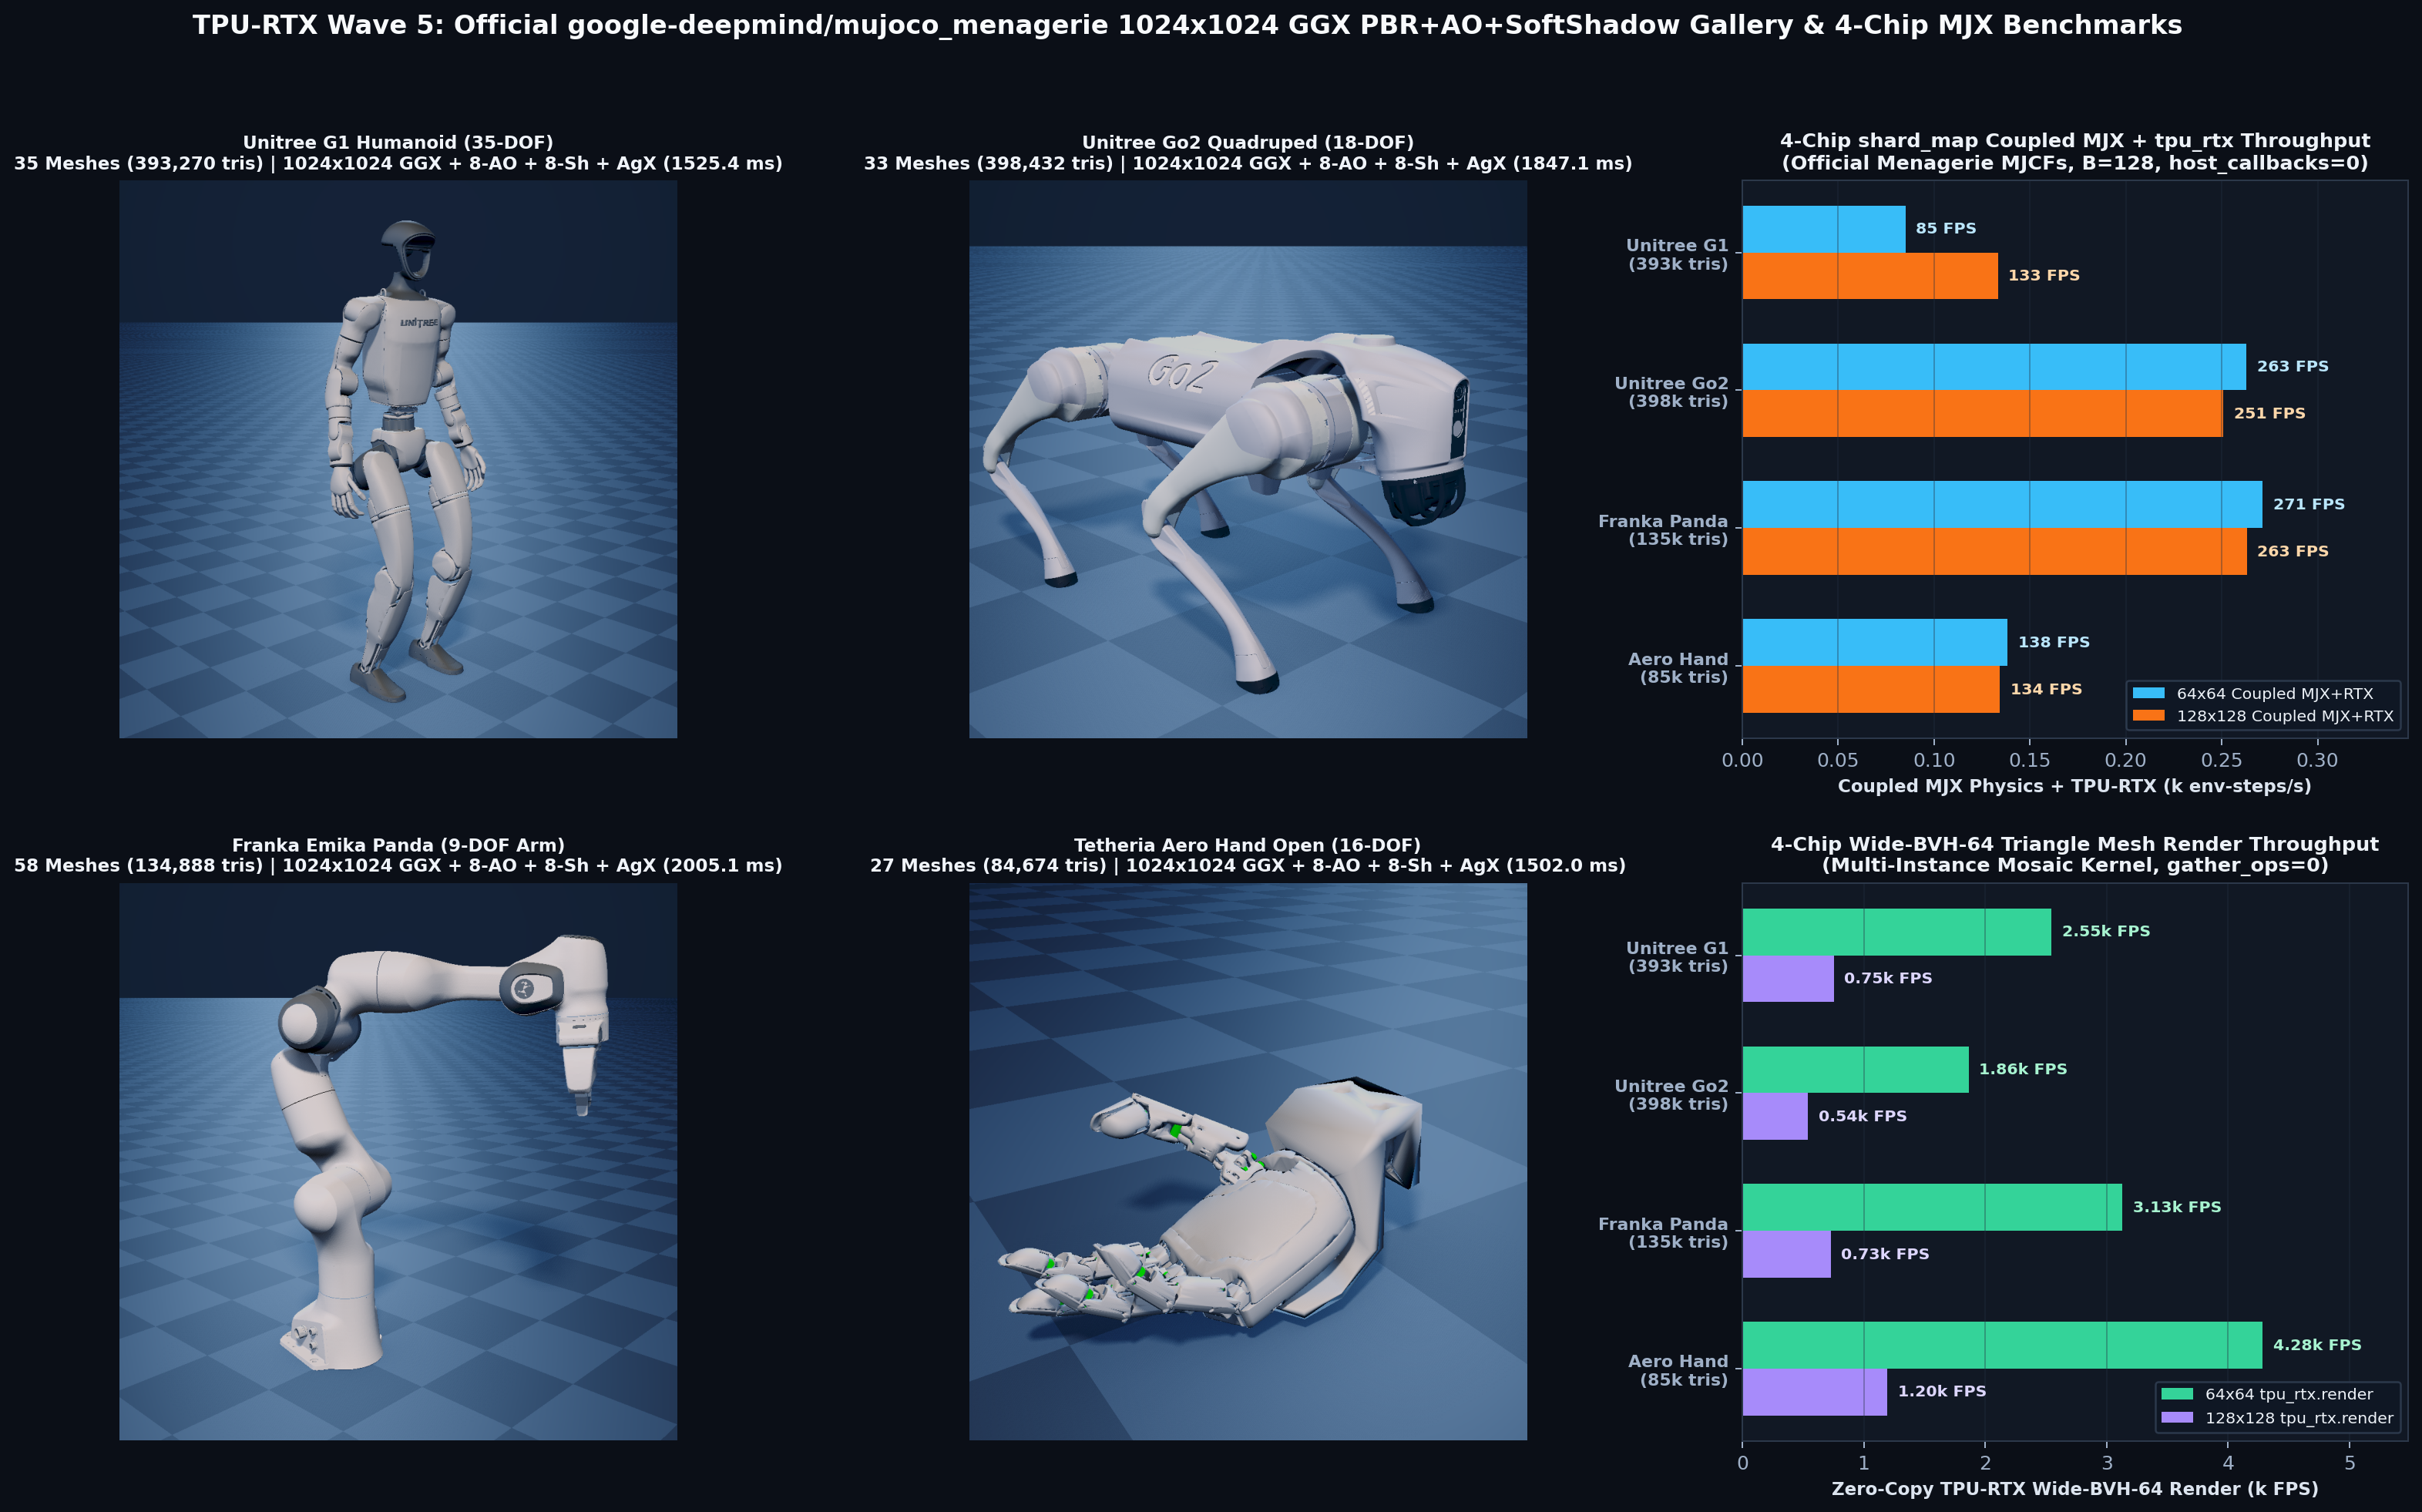 TPU-RTX Wave 5: Official google-deepmind/mujoco_menagerie 1024x1024 GGX PBR+AO+SoftShadow Gallery & 4-Chip MJX Benchmarks
Unitree G1 Humanoid (35-DOF)
35 Meshes (393,270 tris) | 1024x1024 GGX + 8-AO + 8-Sh + AgX (1525.4 ms)
UNITREE
Unitree Go2 Quadruped (18-DOF)
33 Meshes (398,432 tris) | 1024x1024 GGX + 8-AO + 8-Sh + AgX (1847.1 ms)
Go2
4-Chip shard_map Coupled MJX + tpu_rtx Throughput
(Official Menagerie MJCFs, B=128, host_callbacks=0)
Unitree G1
(393k tris)
85 FPS
133 FPS
Unitree Go2
(398k tris)
263 FPS
251 FPS
Franka Panda
(135k tris)
271 FPS
263 FPS
Aero Hand
(85k tris)
138 FPS
134 FPS
64x64 Coupled MJX+RTX
128x128 Coupled MJX+RTX
0.00 0.05 0.10 0.15 0.20 0.25 0.30
Coupled MJX Physics + TPU-RTX (k env-steps/s)
Franka Emika Panda (9-DOF Arm)
58 Meshes (134,888 tris) | 1024x1024 GGX + 8-AO + 8-Sh + AgX (2005.1 ms)
Tetheria Aero Hand Open (16-DOF)
27 Meshes (84,674 tris) | 1024x1024 GGX + 8-AO + 8-Sh + AgX (1502.0 ms)
4-Chip Wide-BVH-64 Triangle Mesh Render Throughput
(Multi-Instance Mosaic Kernel, gather_ops=0)
Unitree G1
(393k tris)
2.55k FPS
0.75k FPS
Unitree Go2
(398k tris)
1.86k FPS
0.54k FPS
Franka Panda
(135k tris)
3.13k FPS
0.73k FPS
Aero Hand
(85k tris)
4.28k FPS
1.20k FPS
64x64 tpu_rtx.render
128x128 tpu_rtx.render
0 1 2 3 4 5
Zero-Copy TPU-RTX Wide-BVH-64 Render (k FPS)